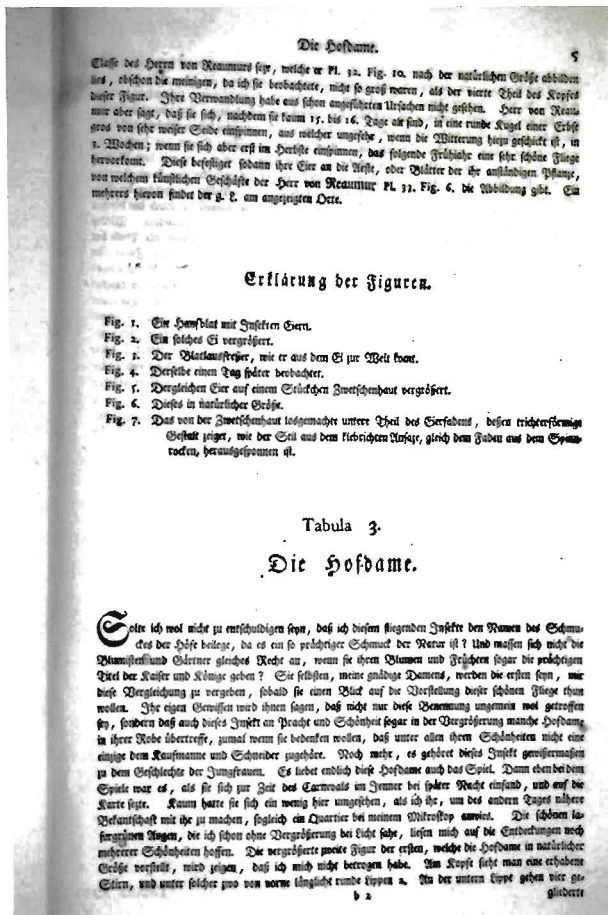 Die Hofdame. 5
Classe des Herrn von Reaumurs seze, welche er Pl. 32. Fig. 10. nach der natürlichen Größe abbilden
lies, obschon die meinigen, da ich sie beobachtete, nicht so groß waren, als der vierte Theil des Kopfes
dieser Figur. Ihre Verwandlung habe aus schon angeführten Ursachen nicht gesehen. Herr von Reau-
mur aber sagt, daß sie sich, nachdem sie kaum 15. bis 16. Tage alt sind, in eine runde Kugel einer Erbse
gros von sehr weiser Seide einspinnen, aus welcher ungefehr, wenn die Witterung hiezu geschickt ist, in
3. Wochen; wenn sie sich aber erst im Herbste einspinnen, das folgende Frühjahr eine sehr schöne Fliege
hervorkomt. Diese befestiget sodann ihre Eier an die Aeste, oder Blätter der ihr anständigen Pflanze,
von welchem künstlichen Geschäfte der Herr von Reaumur Pl. 33. Fig. 6. die Abbildung gibt. Ein
mehrers hievon findet der g. L. am angezeigten Orte.
Erklärung der Figuren.
Fig. 1. Ein Hanfblat mit Insekten Eiern.
Fig. 2. Ein solches Ei vergrößert.
Fig. 3. Der Blatlausfreßer, wie er aus dem Ei zur Welt komt.
Fig. 4. Derselbe einen Tag später beobachtet.
Fig. 5. Dergleichen Eier auf einem Stückchen Zwetschenhaut vergrößert.
Fig. 6. Dieses in natürlicher Größe.
Fig. 7. Das von der Zwetschenhaut losgemachte untere Theil des Eierfadens, deßen trichterförmige
Gestalt zeiget, wie der Stil aus dem klebrichten Ansaze, gleich dem Faden aus dem Spinn-
rocken, herausgesponnen ist.
Tabula 3.
Die Hofdame.
Solte ich wol nicht zu entschuldigen seyn, daß ich diesem fliegenden Insekte den Namen des Schmu-
ckes der Höfe beilege, da es ein so prächtiger Schmuck der Natur ist? Und massen sich nicht die
Blumisten und Gärtner gleiches Recht an, wenn sie ihren Blumen und Früchten sogar die prächtigen
Titel der Kaiser und Könige geben? Sie selbsten, meine gnädige Damens, werden die ersten seyn, mir
diese Vergleichung zu vergeben, sobald sie einen Blick auf die Vorstellung dieser schönen Fliege thun
wollen. Ihr eigen Gewissen wird ihnen sagen, daß nicht nur diese Benennung ungemein wol getroffen
sey, sondern daß auch dieses Insekt an Pracht und Schönheit sogar in der Vergrößerung manche Hofdame
in ihrer Robe übertreffe, zumal wenn sie bedenken wollen, daß unter allen ihren Schönheiten nicht eine
einzige dem Kaufmanne und Schneider zugehöre. Noch mehr, es gehöret dieses Insekt gewißermaßen
zu dem Geschlechte der Jungfrauen. Es liebet endlich diese Hofdame auch das Spiel. Dann eben bei dem
Spiele war es, als sie sich zur Zeit des Carnevals im Jenner bei später Nacht einfand, und auf die
Karte sezte. Kaum hatte sie sich ein wenig hier umgesehen, als ich ihr, um des andern Tages nähere
Bekantschaft mit ihr zu machen, sogleich ein Quartier bei meinem Mikroskop anwies. Die schönen la-
surgrünen Augen, die ich schon ohne Vergrößerung bei Licht sahe, liesen mich auf die Entdeckungen noch
mehrerer Schönheiten hoffen. Die vergrößerte zweite Figur der ersten, welche die Hofdame in natürlicher
Größe vorstellt, wird zeigen, daß ich mich nicht betrogen habe. Am Kopfe sieht man eine erhabene
Stirn, und unter solcher zwo von vorne länglicht runde Lippen a. An der untern Lippe gehen vier ge-
b 2 gliederte